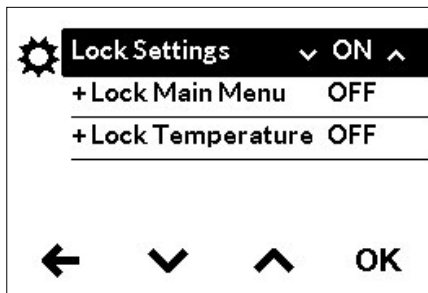 Lock Settings ON
+Lock Main Menu OFF
+Lock Temperature OFF
OK